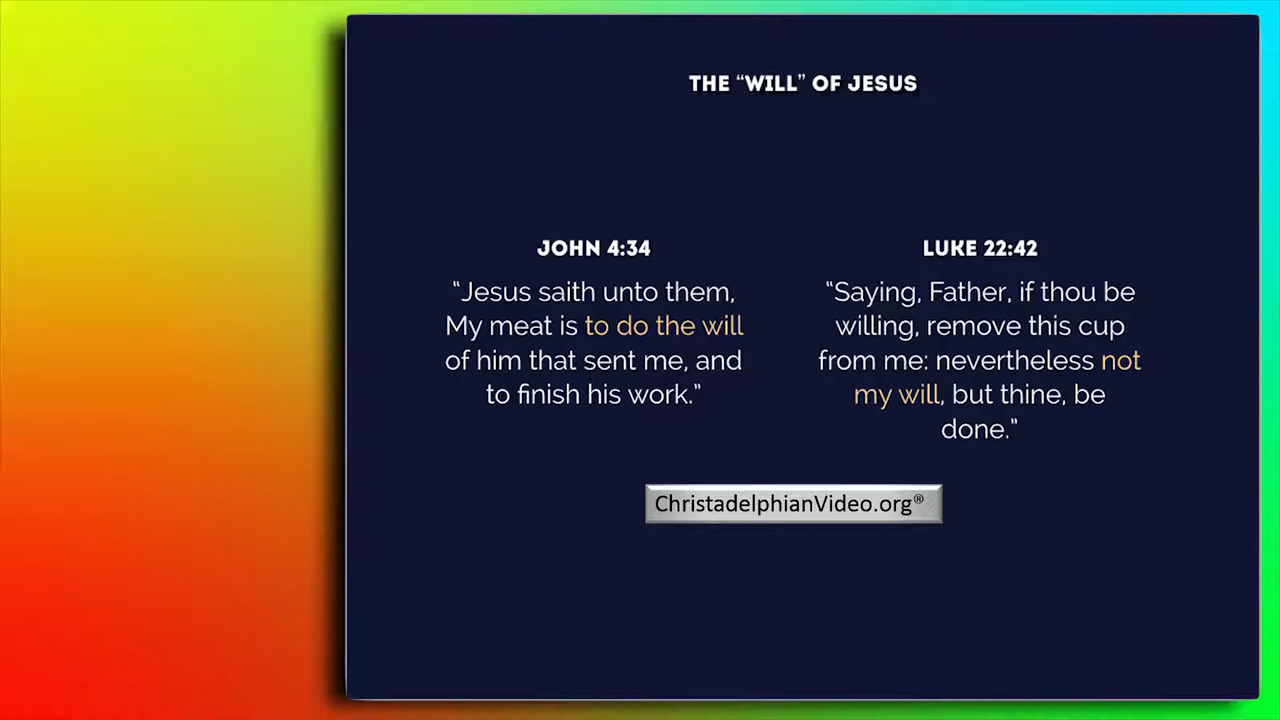 THE “WILL” OF JESUS
JOHN 4:34
“Jesus saith unto them,
My meat is to do the will
of him that sent me, and
to finish his work.”
LUKE 22:42
“Saying, Father, if thou be
willing, remove this cup
from me: nevertheless not
my will, but thine, be
done.”
ChristadelphianVideo.org®